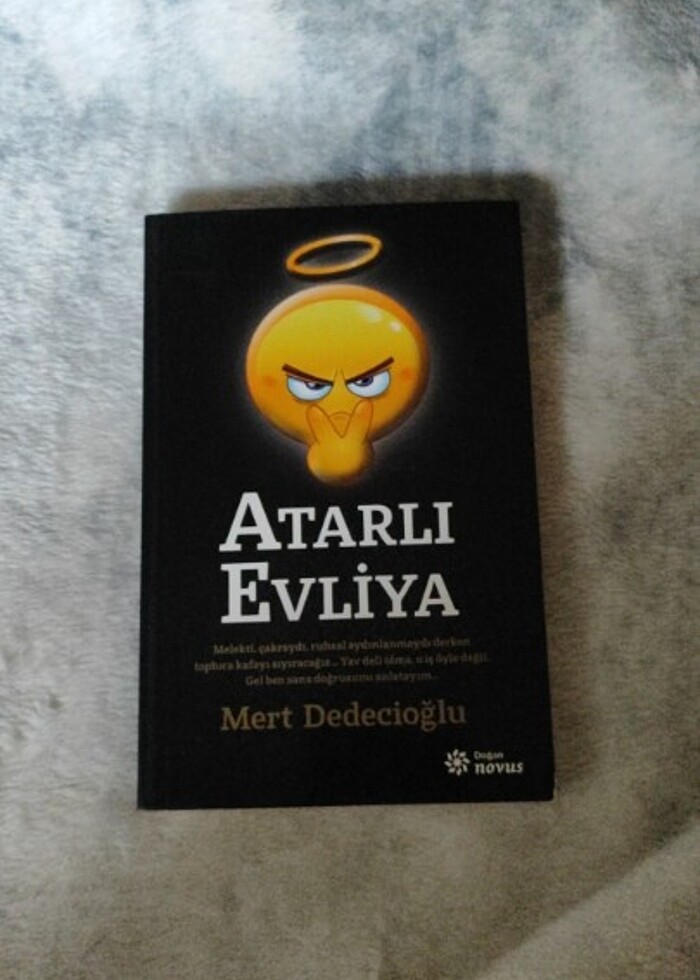 ATARLI
EVLİYA
Melekti, çakraydı, ruhsal aydınlanmaydı derken
topluca kafayı sıyıracağız... Yav deli olma, o iş öyle değil.
Gel ben sana doğrusunu anlatayım...
Mert Dedecioğlu
Doğan
novus